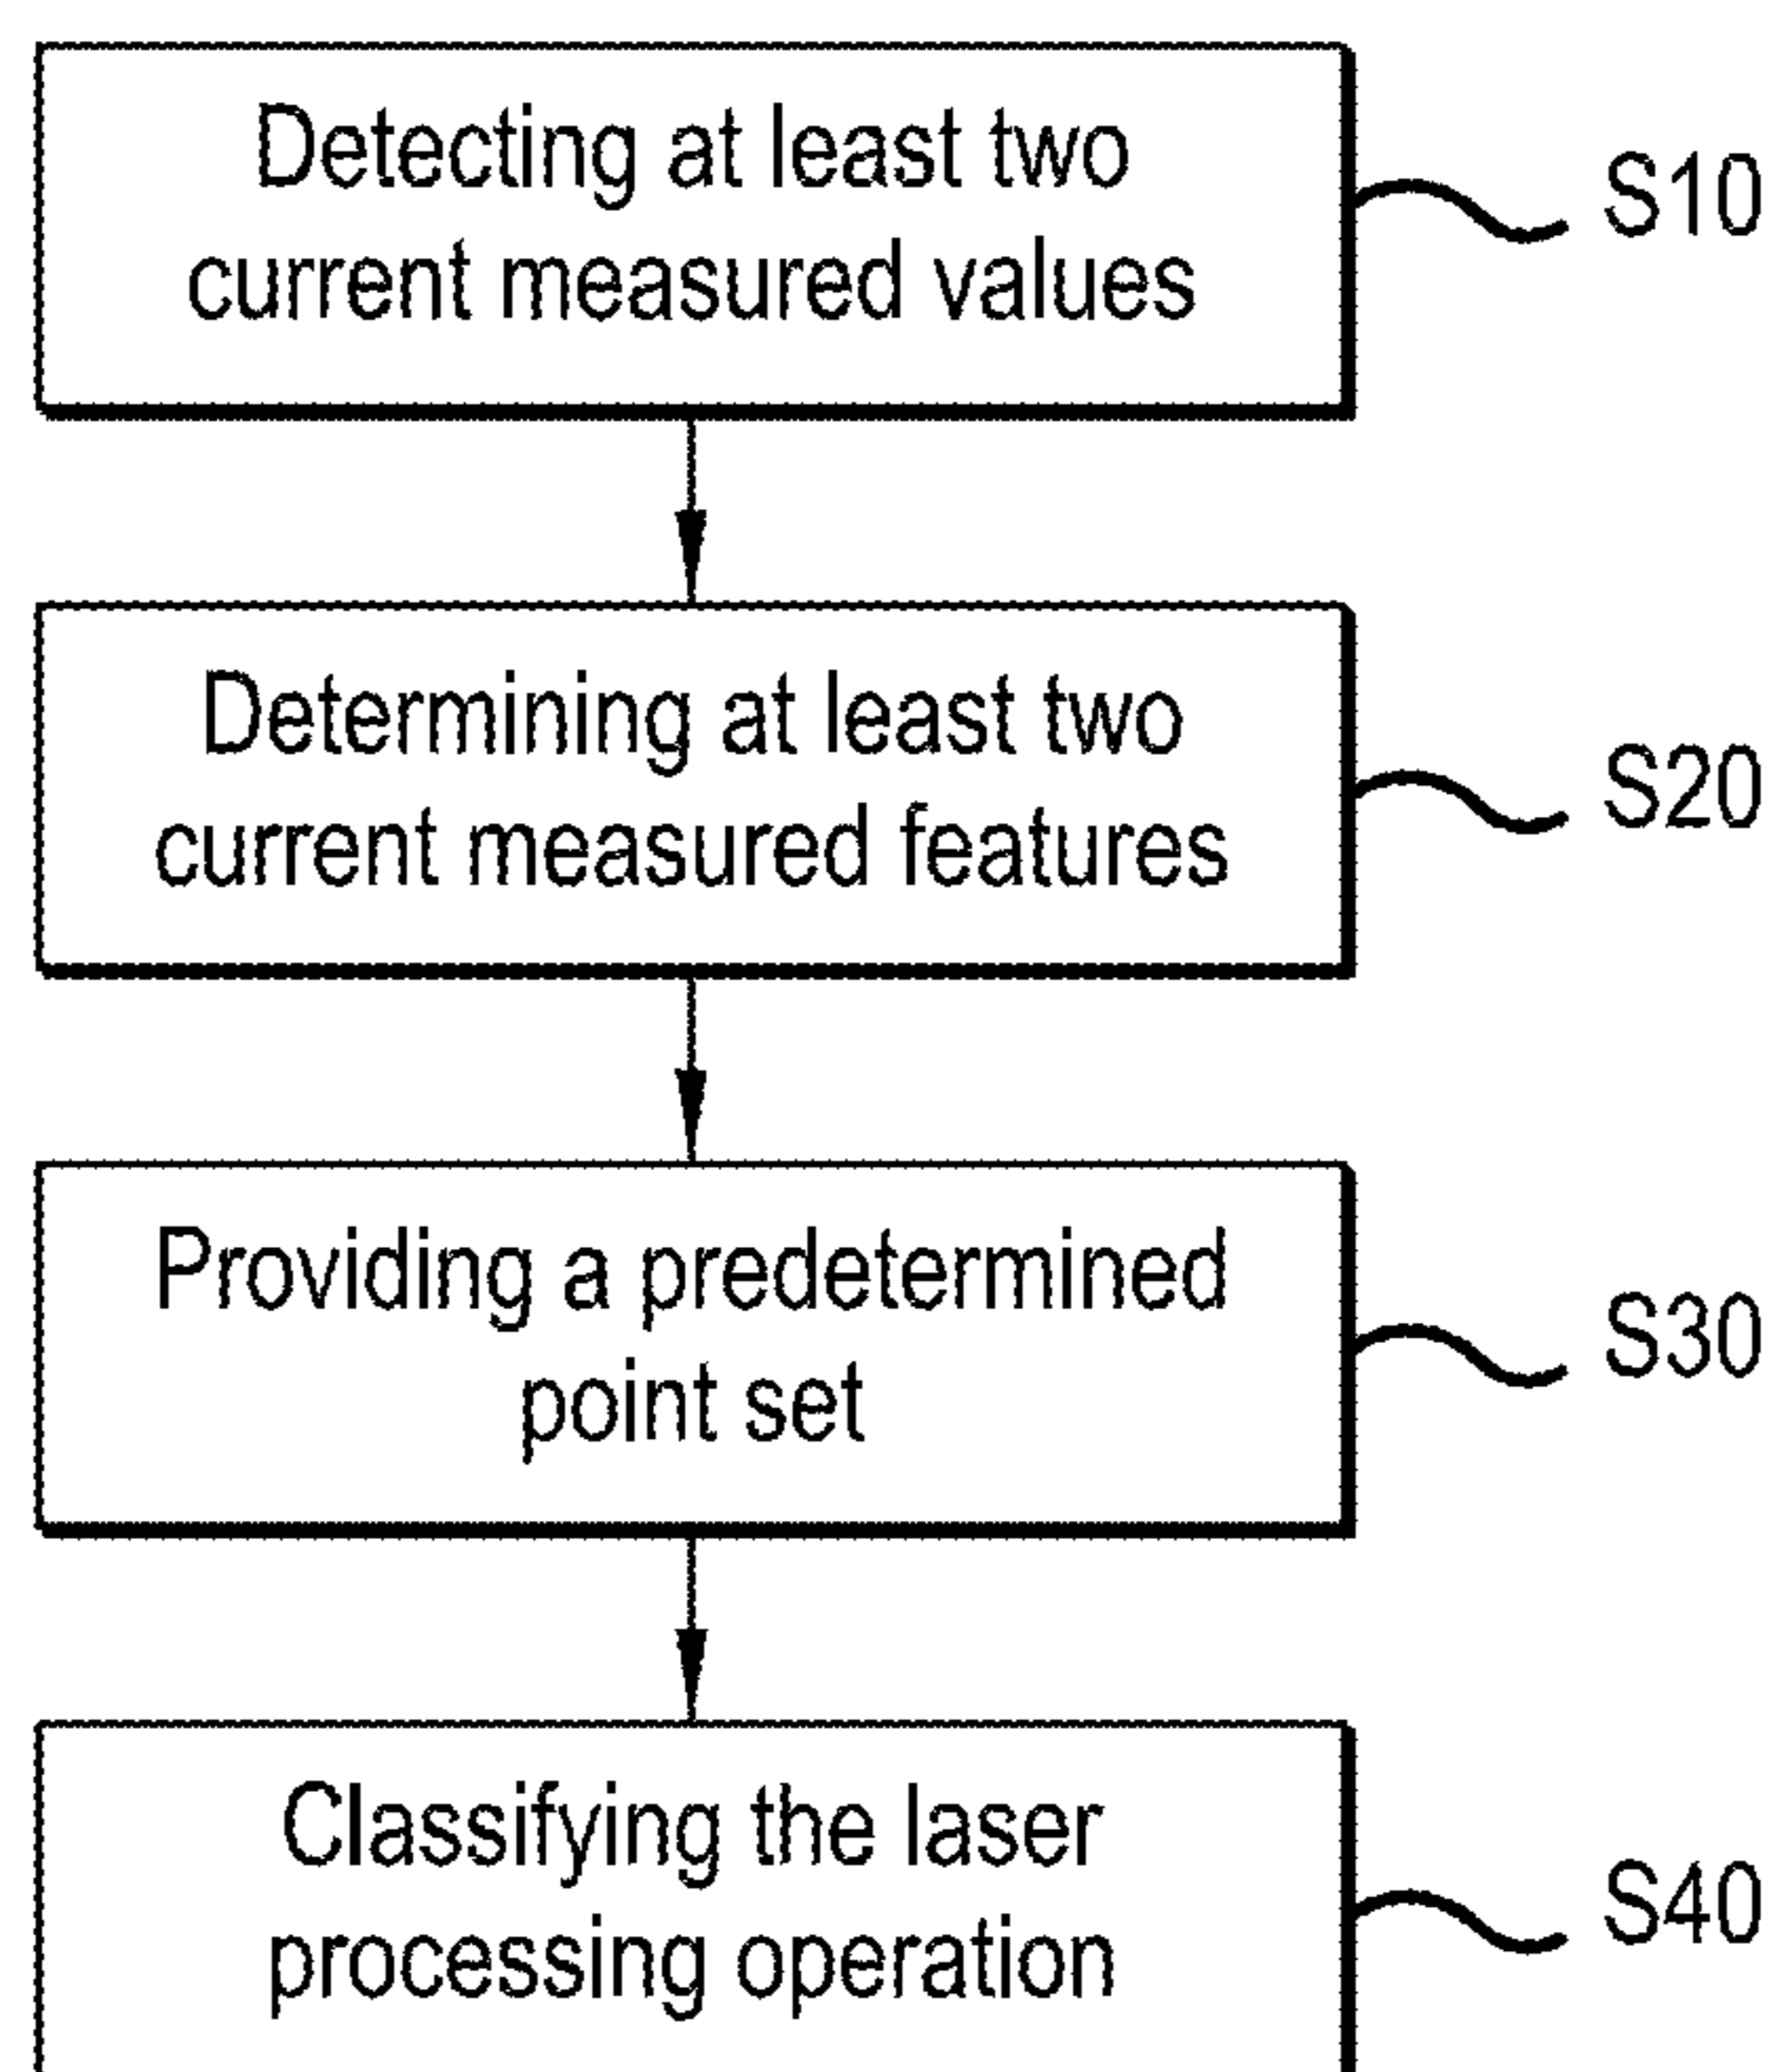 Detecting at least two
current measured values
S10
Determining at least two
current measured features
S20
Providing a predetermined
point set
S30
Classifying the laser
processing operation
S40